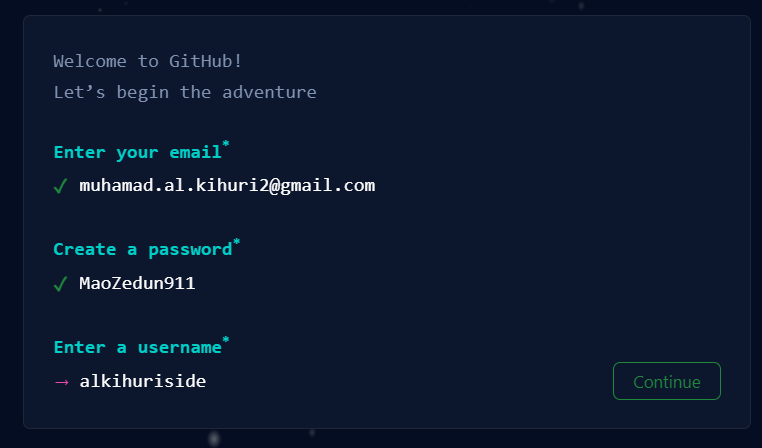 Welcome to GitHub!
Let’s begin the adventure
Enter your email*
✓ muhamad.al.kihuri2@gmail.com
Create a password*
✓ MaoZedun911
Enter a username*
→ alkihuriside
Continue